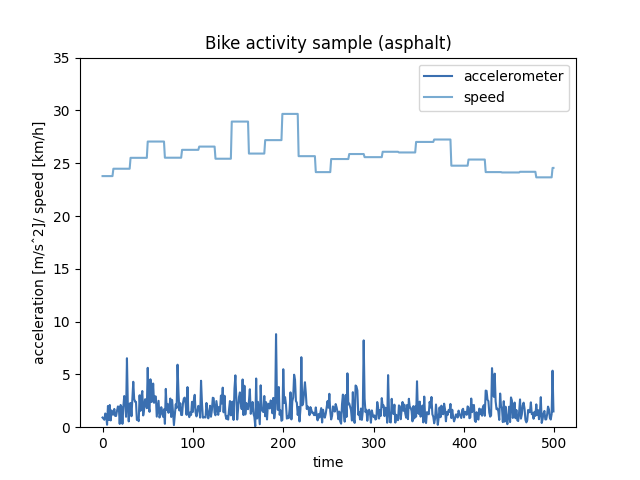 Bike activity sample (asphalt)
35
30
25
20
15
10
5
0
acceleration [m/sˆ2]/ speed [km/h]
accelerometer
speed
0 100 200 300 400 500
time